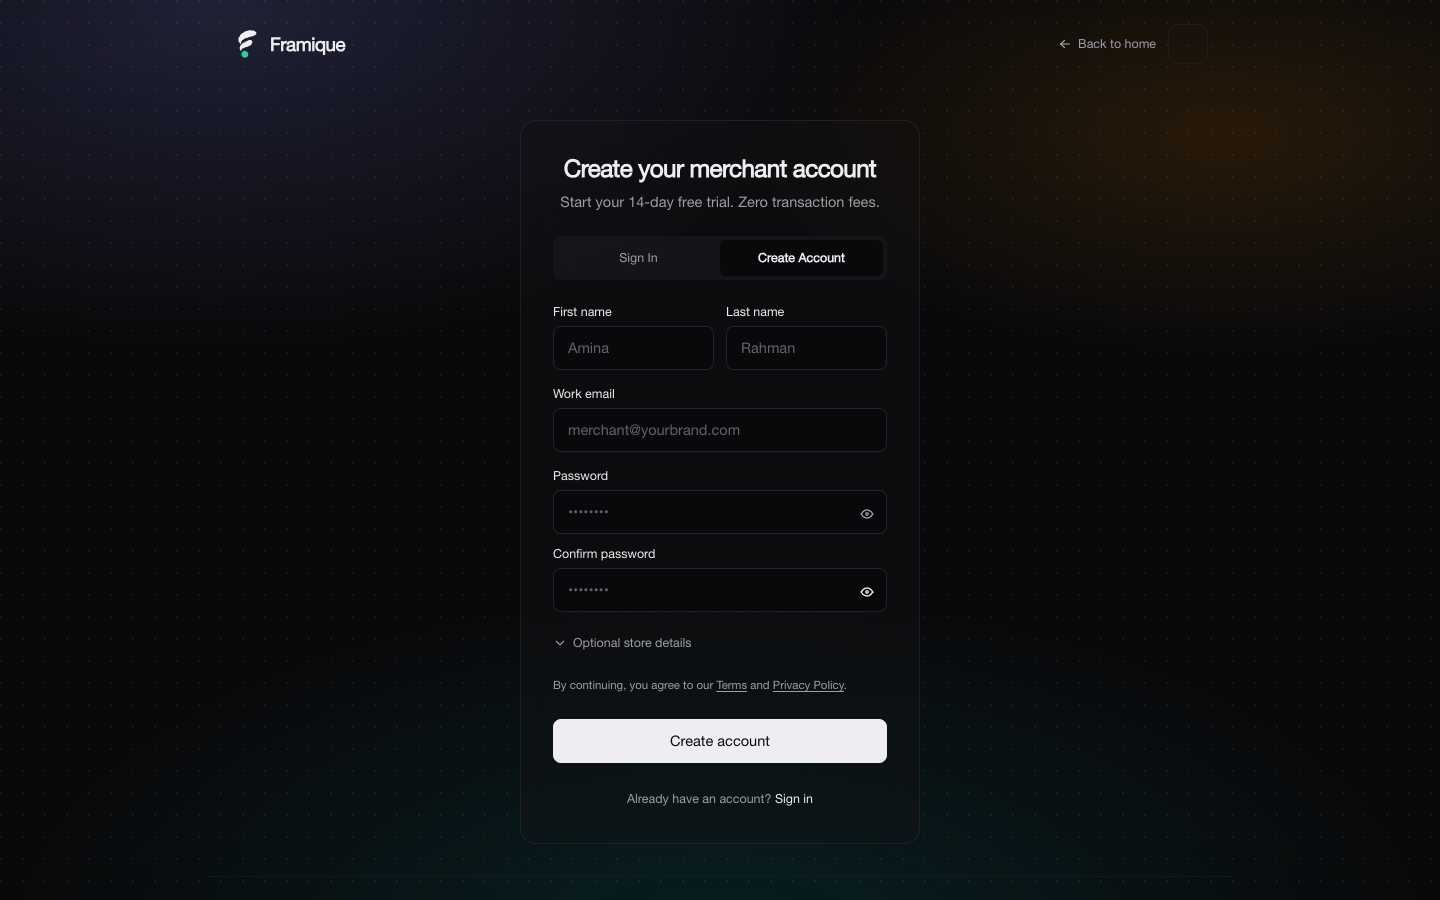 Framique
Back to home
Create your merchant account
Start your 14-day free trial. Zero transaction fees.
Sign In
Create Account
First name
Last name
Amina
Rahman
Work email
merchant@yourbrand.com
Password
••••••••
Confirm password
••••••••
Optional store details
By continuing, you agree to our Terms and Privacy Policy.
Create account
Already have an account? Sign in